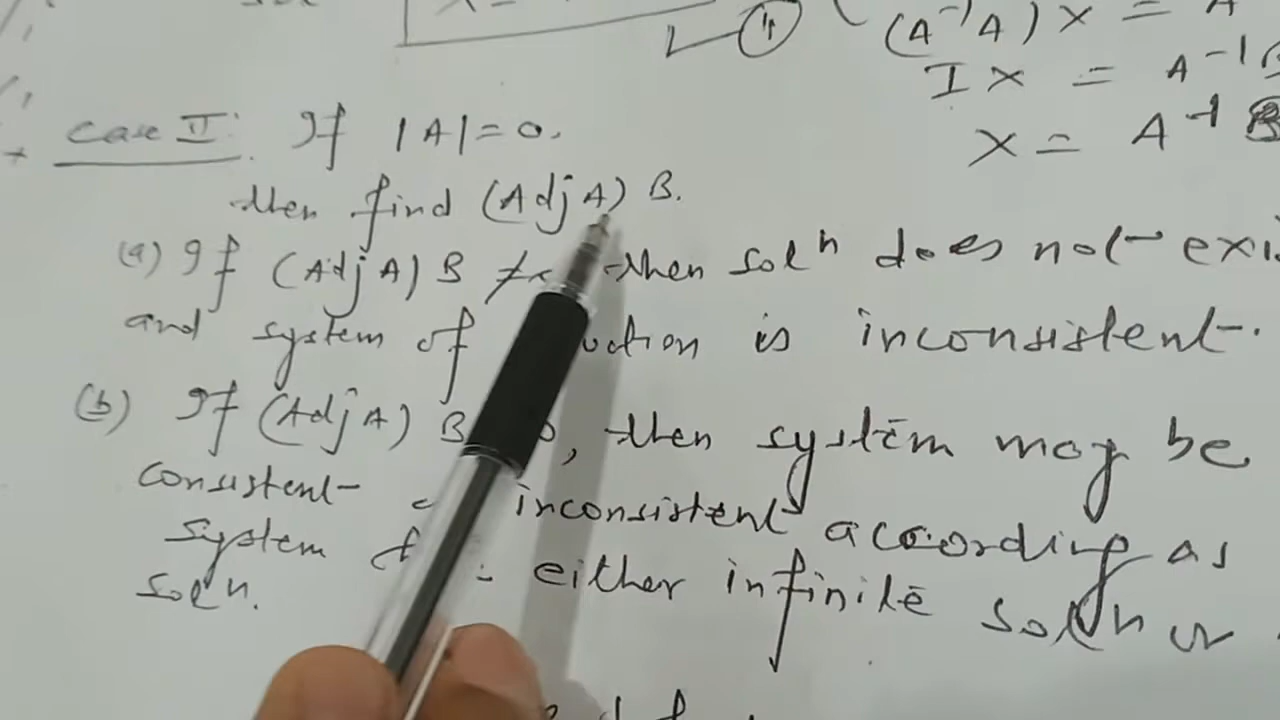 (A⁻¹A) X =
IX = A⁻¹
X = A⁻¹ B
Case II: If |A| = 0.
then find (Adj A) B.
(a) If (Adj A) B then solⁿ does not
and system of is inconsistent.
(b) If (Adj A) B , then system may be
consistent inconsistent according as
system either infinite solⁿ or
solⁿ.